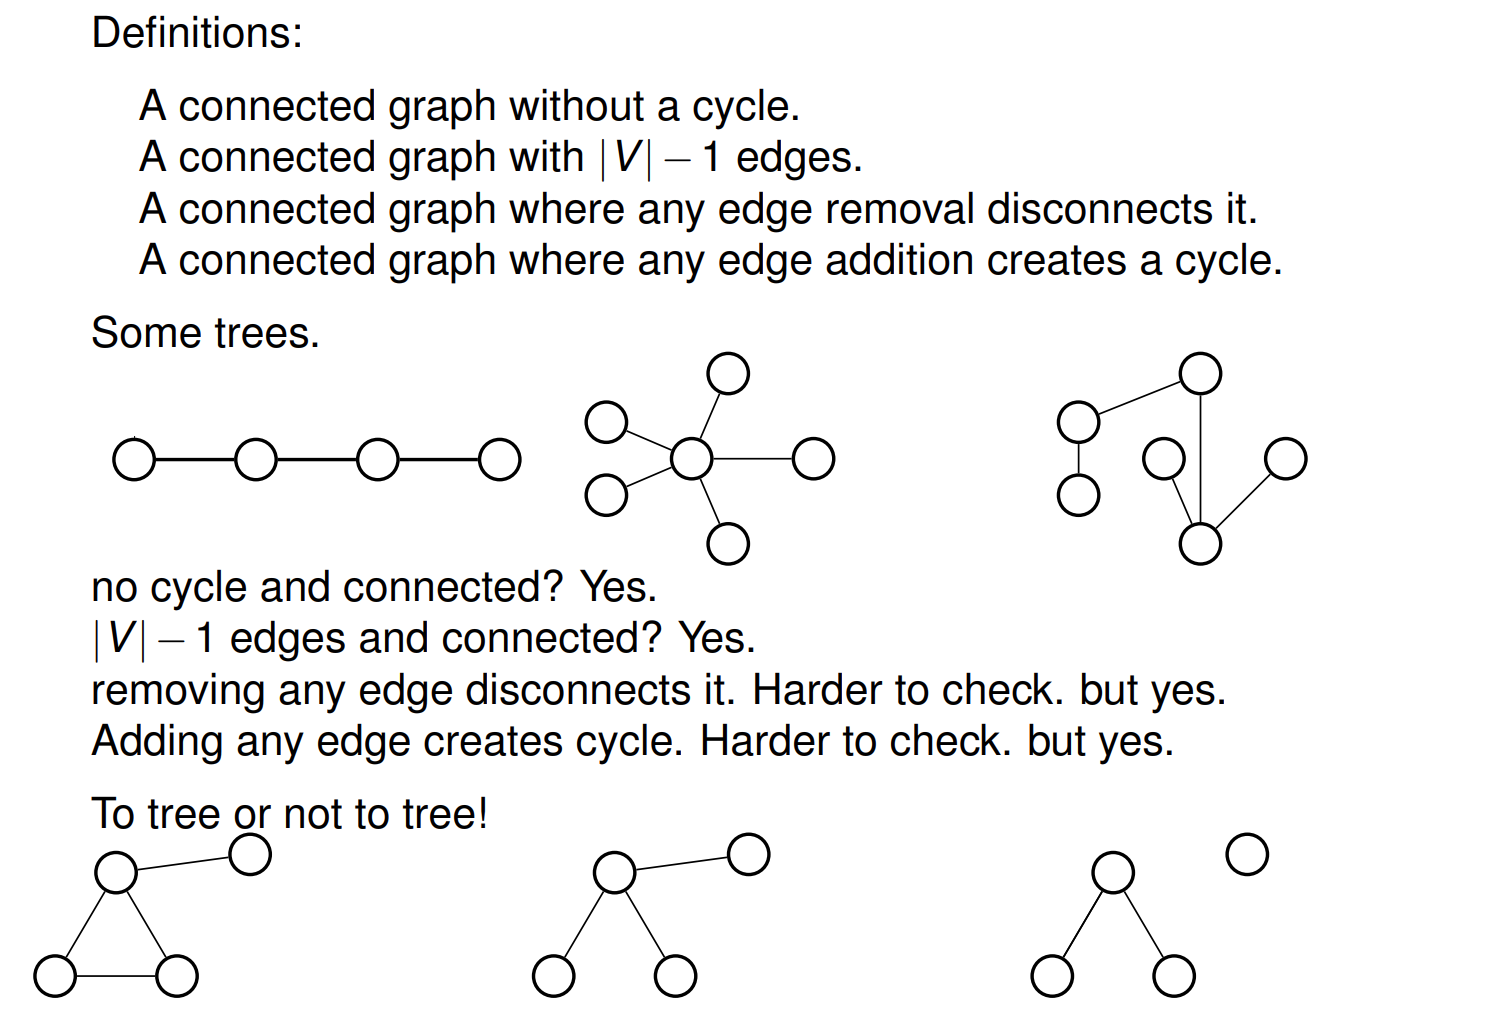 Definitions:
A connected graph without a cycle.
A connected graph with |V| − 1 edges.
A connected graph where any edge removal disconnects it.
A connected graph where any edge addition creates a cycle.
Some trees.
no cycle and connected? Yes.
|V| − 1 edges and connected? Yes.
removing any edge disconnects it. Harder to check. but yes.
Adding any edge creates cycle. Harder to check. but yes.
To tree or not to tree!